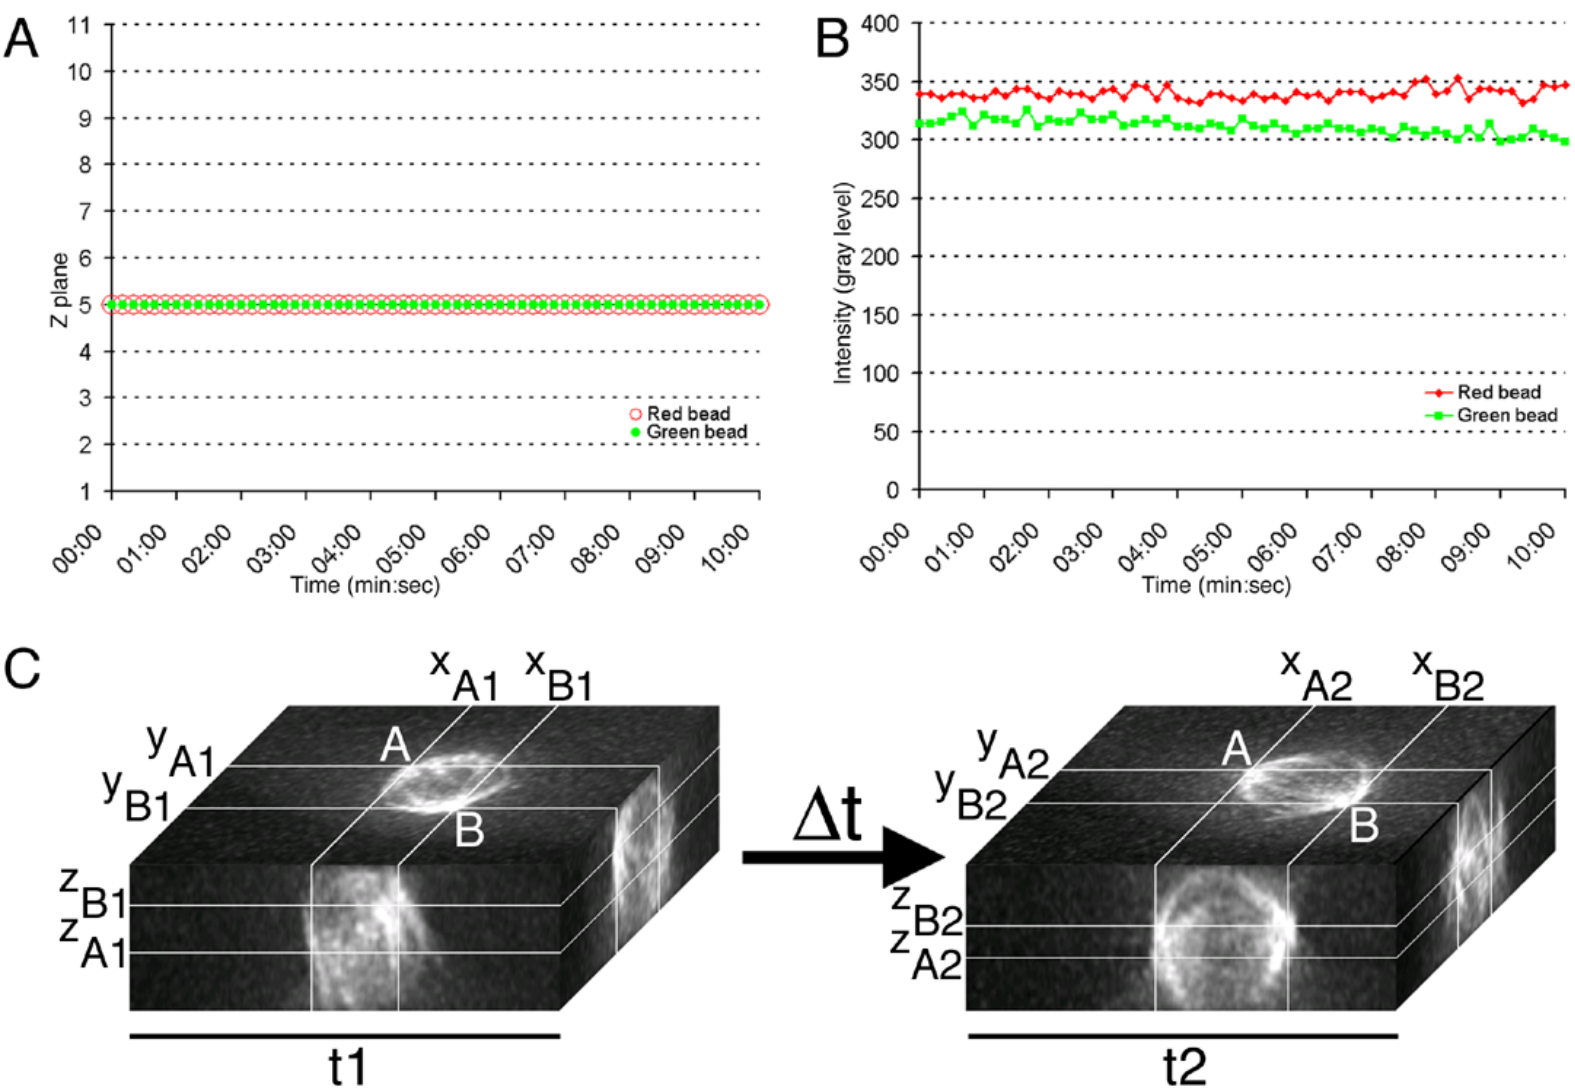 A
11
10
9
8
7
6
5
4
3
2
1
Z plane
Red bead
Green bead
00:00 01:00 02:00 03:00 04:00 05:00 06:00 07:00 08:00 09:00 10:00
Time (min:sec)
B
400
350
300
250
200
150
100
50
0
Intensity (gray level)
Red bead
Green bead
00:00 01:00 02:00 03:00 04:00 05:00 06:00 07:00 08:00 09:00 10:00
Time (min:sec)
C
xA1 xB1
yA1
yB1
A
B
zB1
zA1
t1
Δt
xA2 xB2
yA2
yB2
A
B
zB2
zA2
t2